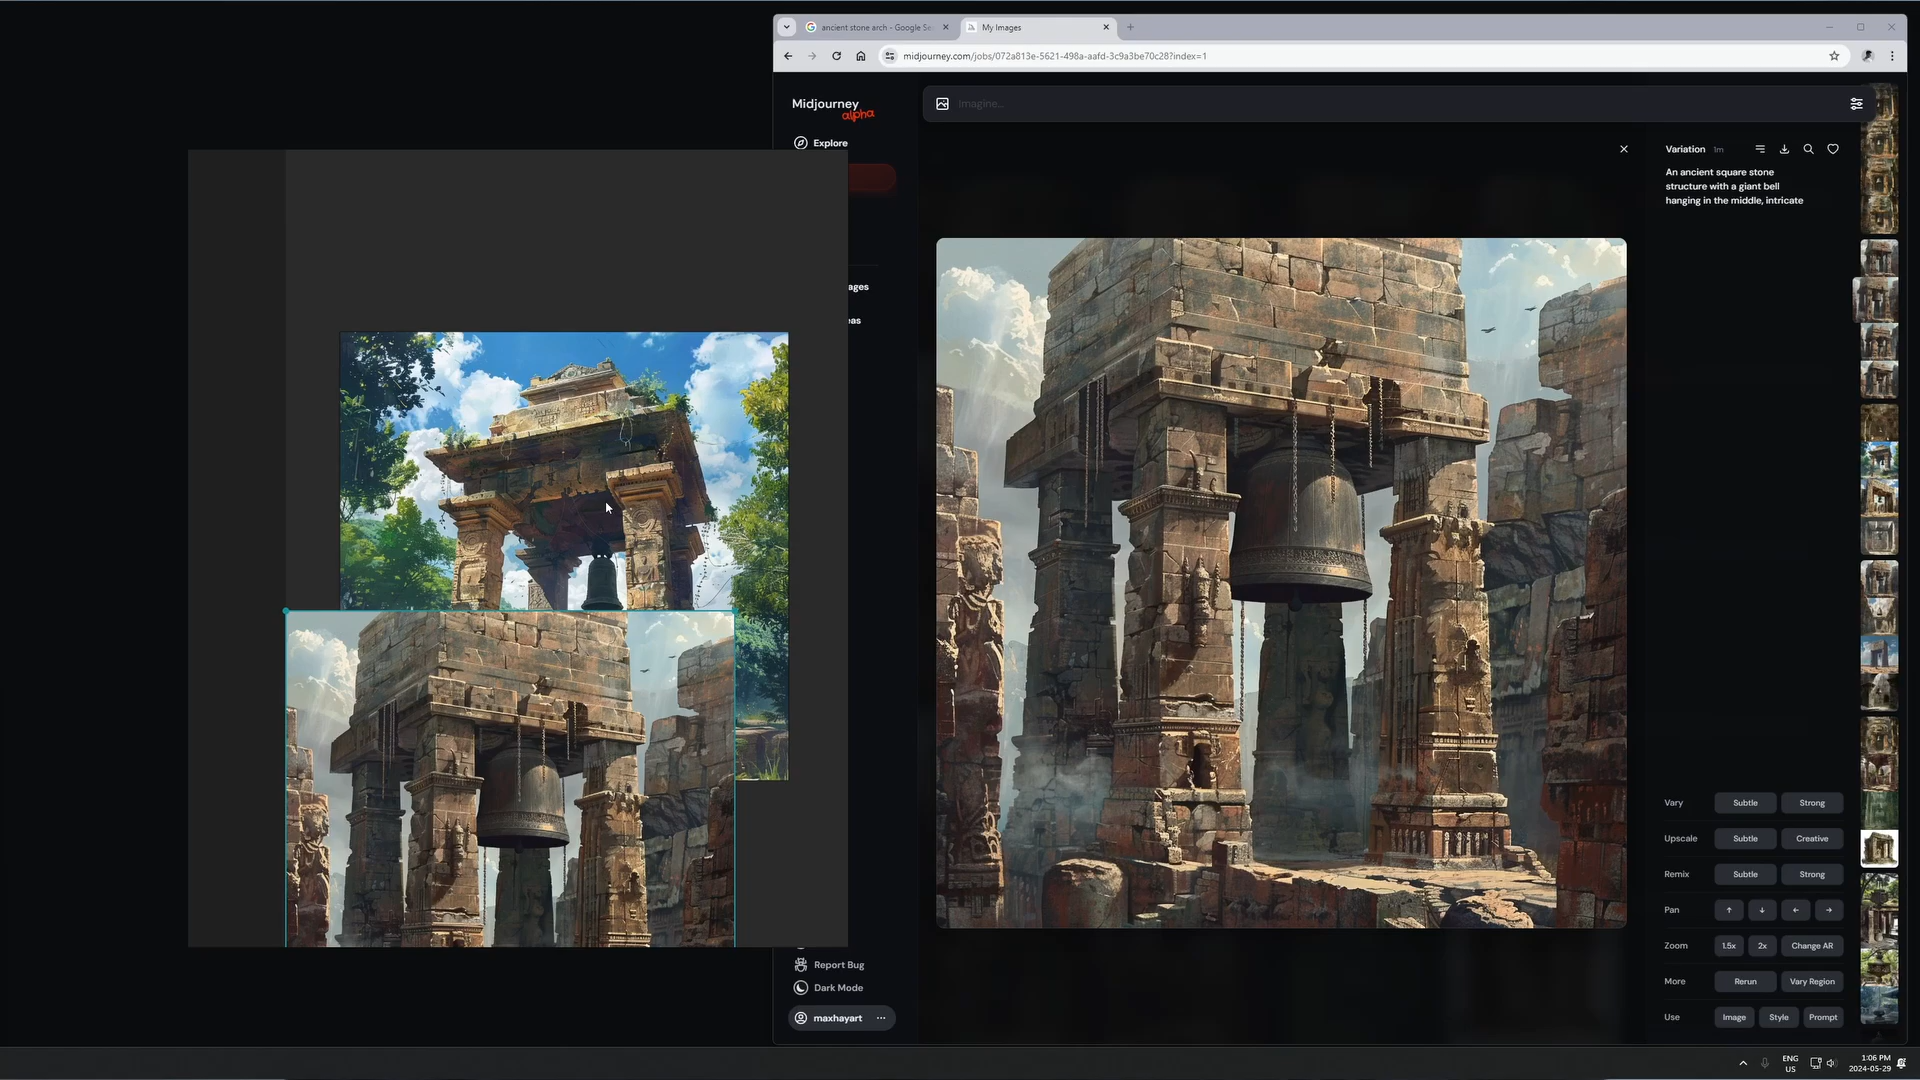 ancient stone arch - Google Se
My Images
midjourney.com/jobs/072a813e-5621-498a-aafd-3c9a3be70c28?index=1
Midjourney
alpha
Imagine...
Explore
ages
eas
Variation 1m
An ancient square stone
structure with a giant bell
hanging in the middle, intricate
Vary Subtle Strong
Upscale Subtle Creative
Remix Subtle Strong
Pan
Zoom 1.5x 2x Change AR
More Rerun Vary Region
Use Image Style Prompt
Report Bug
Dark Mode
maxhayart
ENG
US
1:06 PM
2024-05-29